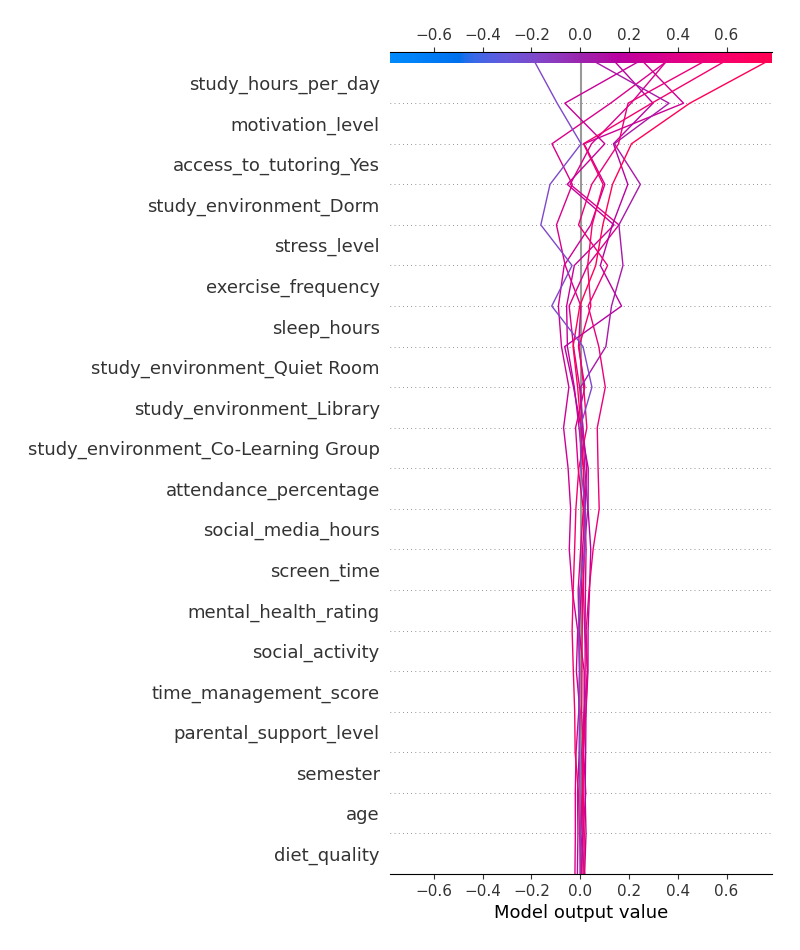 −0.6 −0.4 −0.2 0.0 0.2 0.4 0.6
study_hours_per_day
motivation_level
access_to_tutoring_Yes
study_environment_Dorm
stress_level
exercise_frequency
sleep_hours
study_environment_Quiet Room
study_environment_Library
study_environment_Co-Learning Group
attendance_percentage
social_media_hours
screen_time
mental_health_rating
social_activity
time_management_score
parental_support_level
semester
age
diet_quality
−0.6 −0.4 −0.2 0.0 0.2 0.4 0.6
Model output value